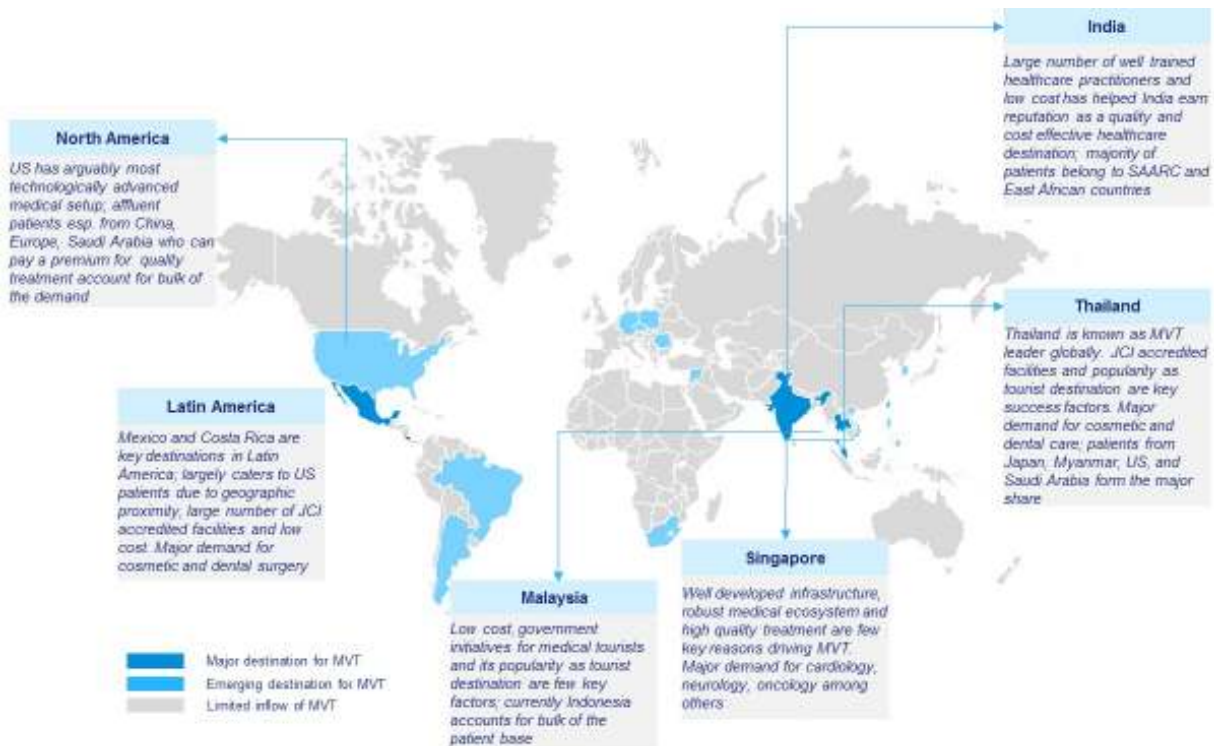 India
Large number of well trained
healthcare practitioners and
low cost has helped India earn
reputation as a quality and
cost effective healthcare
destination; majority of
patients belong to SAARC and
East African countries
North America
US has arguably most
technologically advanced
medical setup; affluent
patients esp. from China,
Europe, Saudi Arabia who can
pay a premium for quality
treatment account for bulk of
the demand
Thailand
Thailand is known as MVT
leader globally. JCI accredited
facilities and popularity as
tourist destination are key
success factors. Major
demand for cosmetic and
dental care; patients from
Japan, Myanmar, US, and
Saudi Arabia form the major
share
Latin America
Mexico and Costa Rica are
key destinations in Latin
America; largely caters to US
patients due to geographic
proximity, large number of JCI
accredited facilities and low
cost. Major demand for
cosmetic and dental surgery
Singapore
Well developed infrastructure,
robust medical ecosystem and
high quality treatment are few
key reasons driving MVT.
Major demand for cardiology,
neurology, oncology among
others
Malaysia
Low cost, government
initiatives for medical tourists
and its popularity as tourist
destination are few key
factors; currently Indonesia
accounts for bulk of the
patient base
Major destination for MVT
Emerging destination for MVT
Limited inflow of MVT